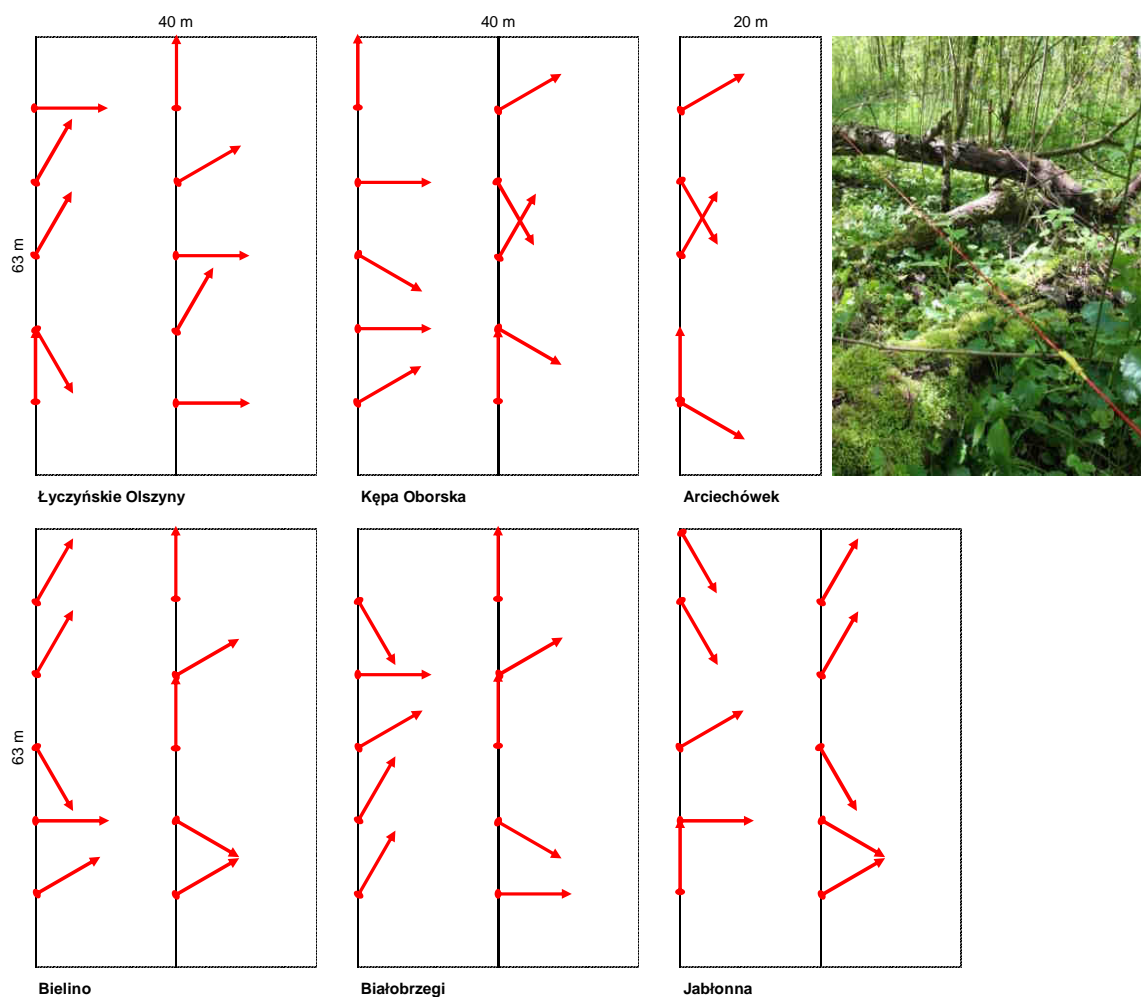 40 m
40 m
20 m
63 m
Łyczyńskie Olszyny
Kępa Oborska
Arciechówek
63 m
Bielino
Białobrzegi
Jabłonna